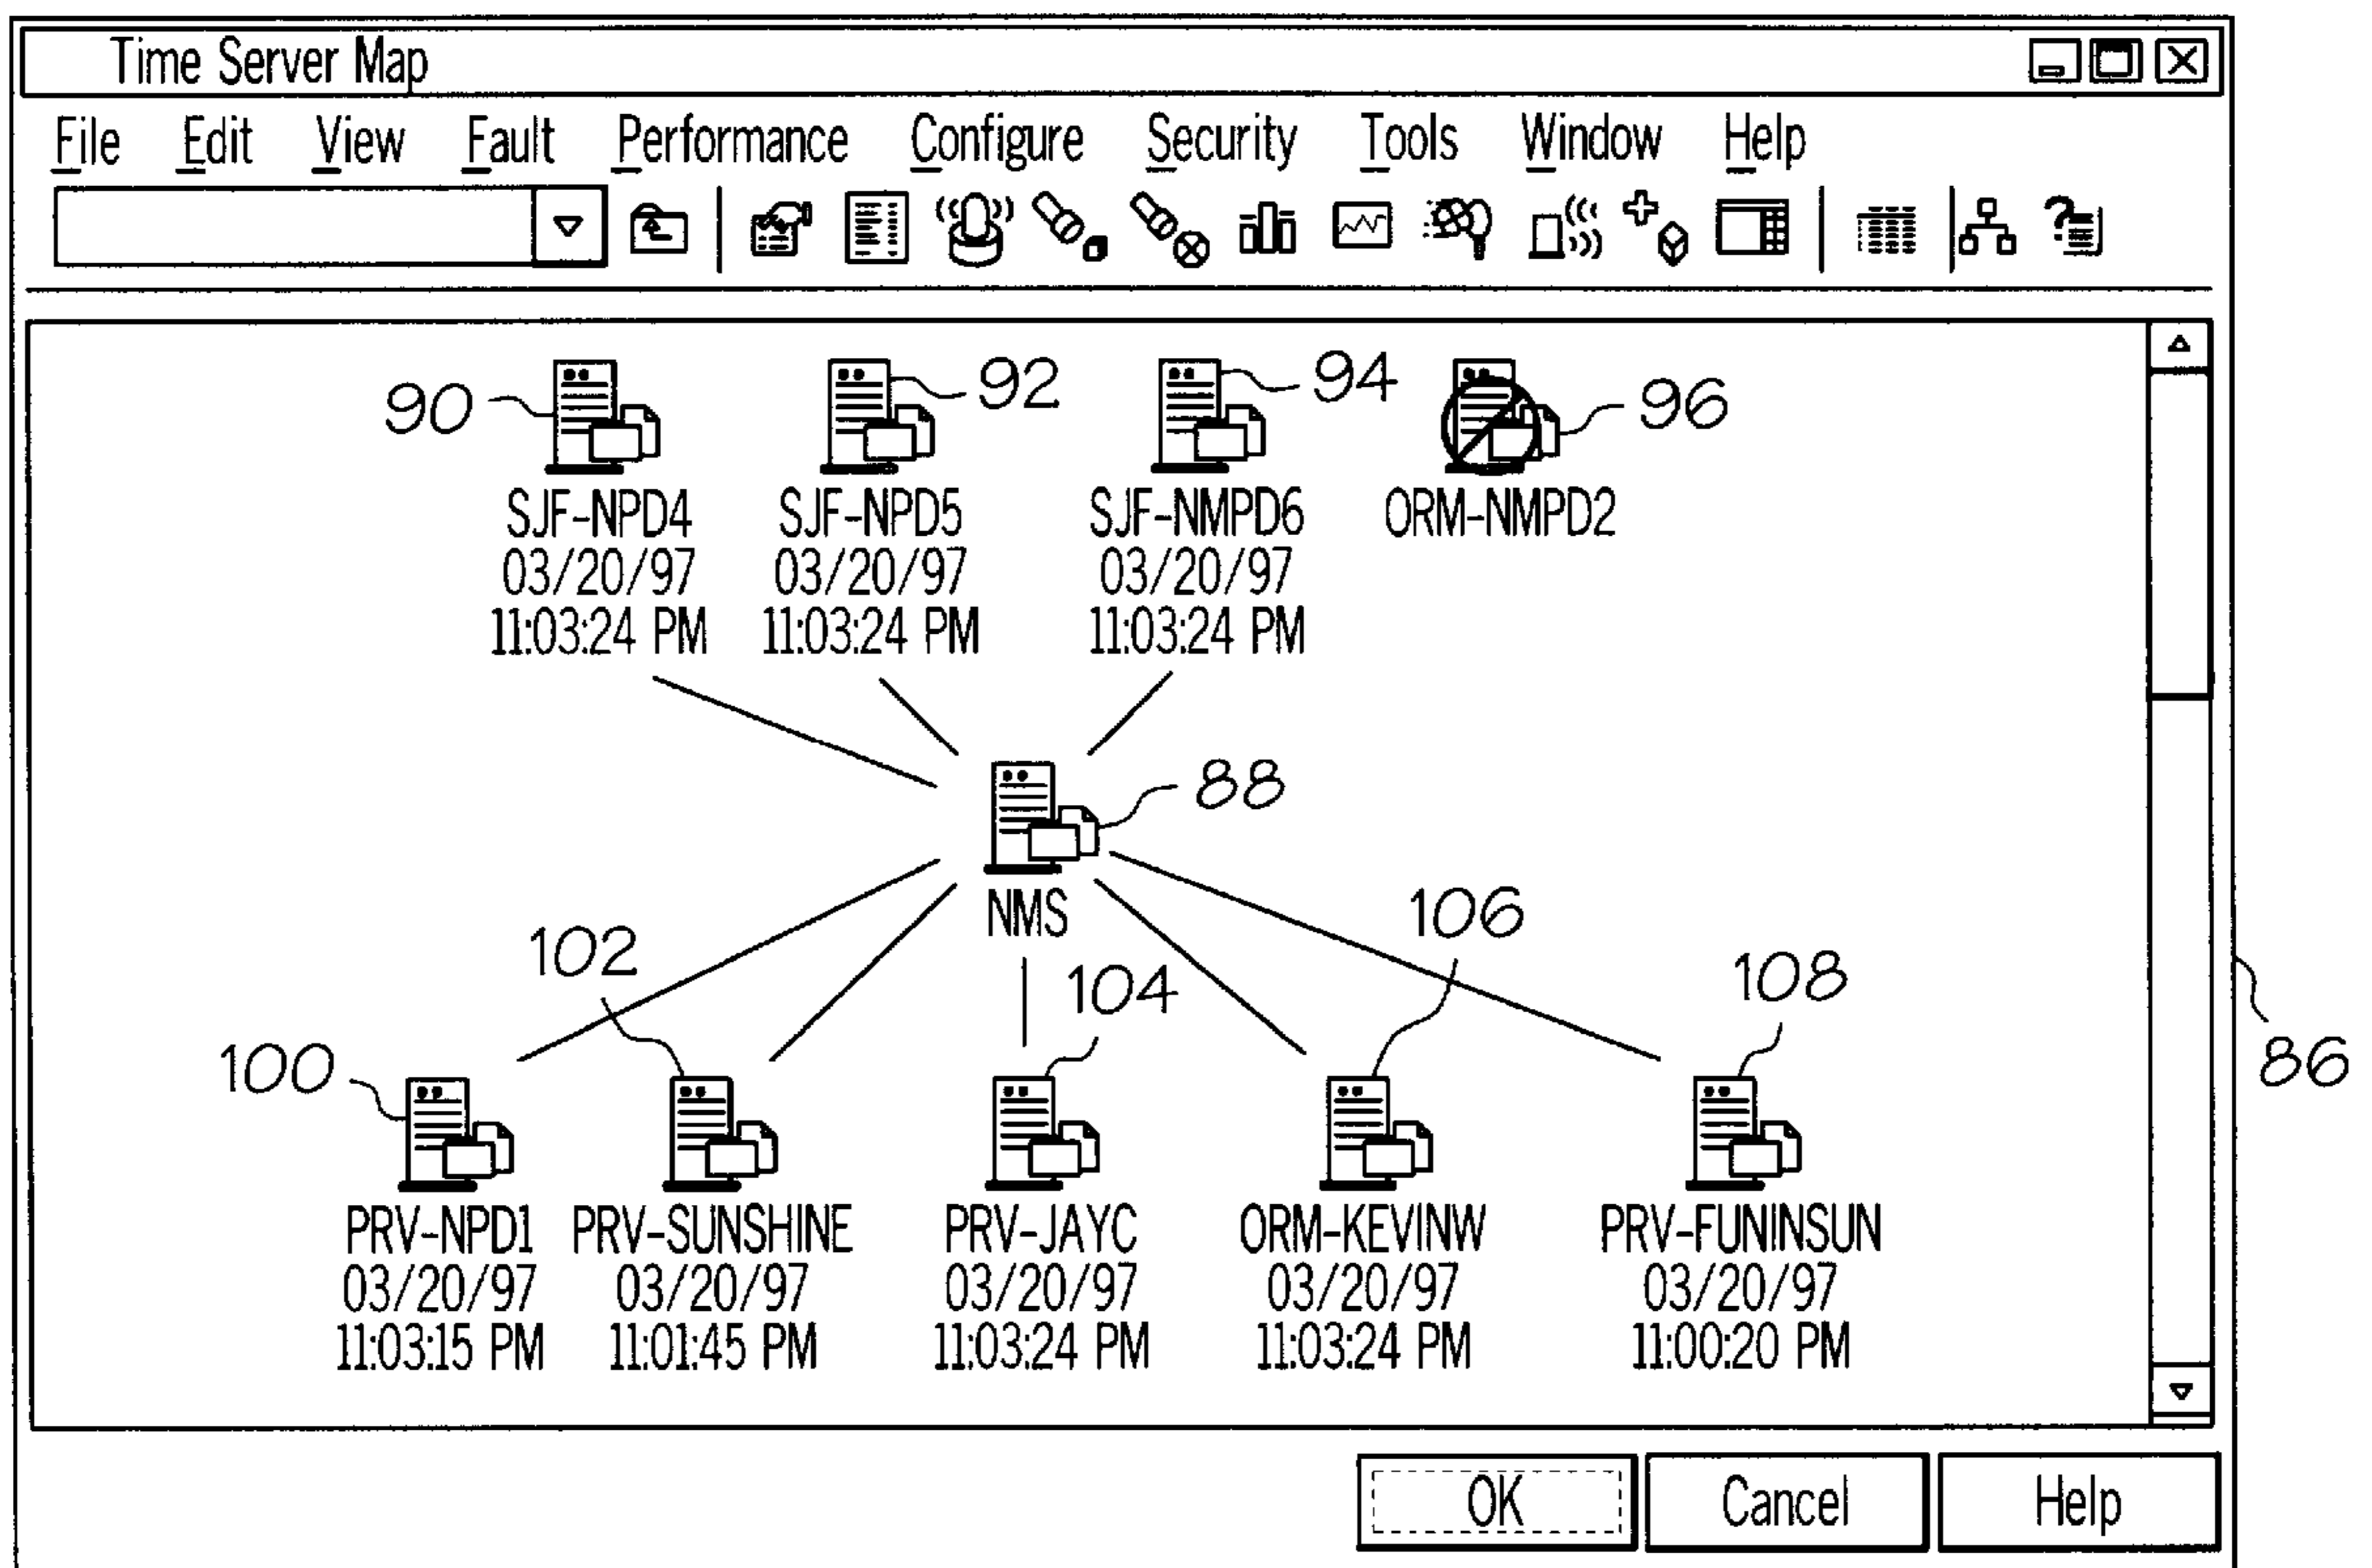 Time Server Map
File Edit View Fault Performance Configure Security Tools Window Help
90 92 94 96
SJF-NPD4 SJF-NPD5 SJF-NMPD6 ORM-NMPD2
03/20/97 03/20/97 03/20/97
11:03:24 PM 11:03:24 PM 11:03:24 PM
88
NMS
102 104 106 108
100 86
PRV-NPD1 PRV-SUNSHINE PRV-JAYC ORM-KEVINW PRV-FUNINSUN
03/20/97 03/20/97 03/20/97 03/20/97 03/20/97
11:03:15 PM 11:01:45 PM 11:03:24 PM 11:03:24 PM 11:00:20 PM
OK Cancel Help